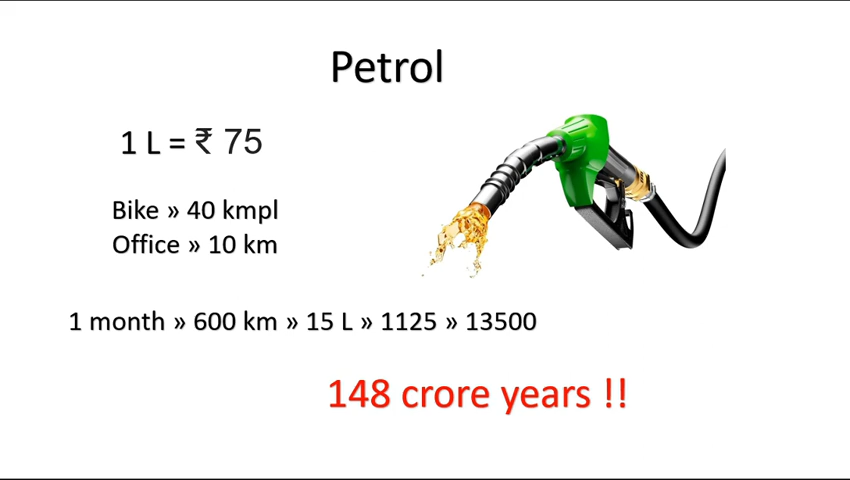 Petrol
1 L = ₹ 75
Bike » 40 kmpl
Office » 10 km
1 month » 600 km » 15 L » 1125 » 13500
148 crore years !!